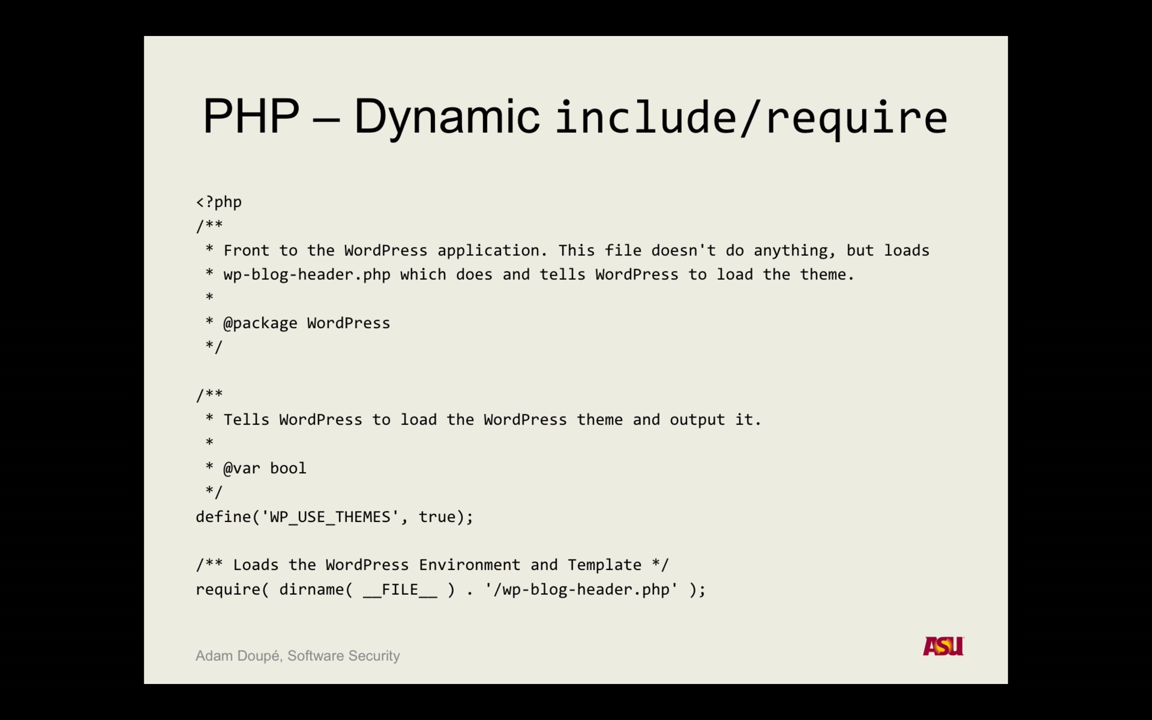 PHP – Dynamic include/require
<?php
/**
 * Front to the WordPress application. This file doesn't do anything, but loads
 * wp-blog-header.php which does and tells WordPress to load the theme.
 *
 * @package WordPress
 */
/**
 * Tells WordPress to load the WordPress theme and output it.
 *
 * @var bool
 */
define('WP_USE_THEMES', true);
/** Loads the WordPress Environment and Template */
require( dirname( __FILE__ ) . '/wp-blog-header.php' );
Adam Doupé, Software Security
ASU